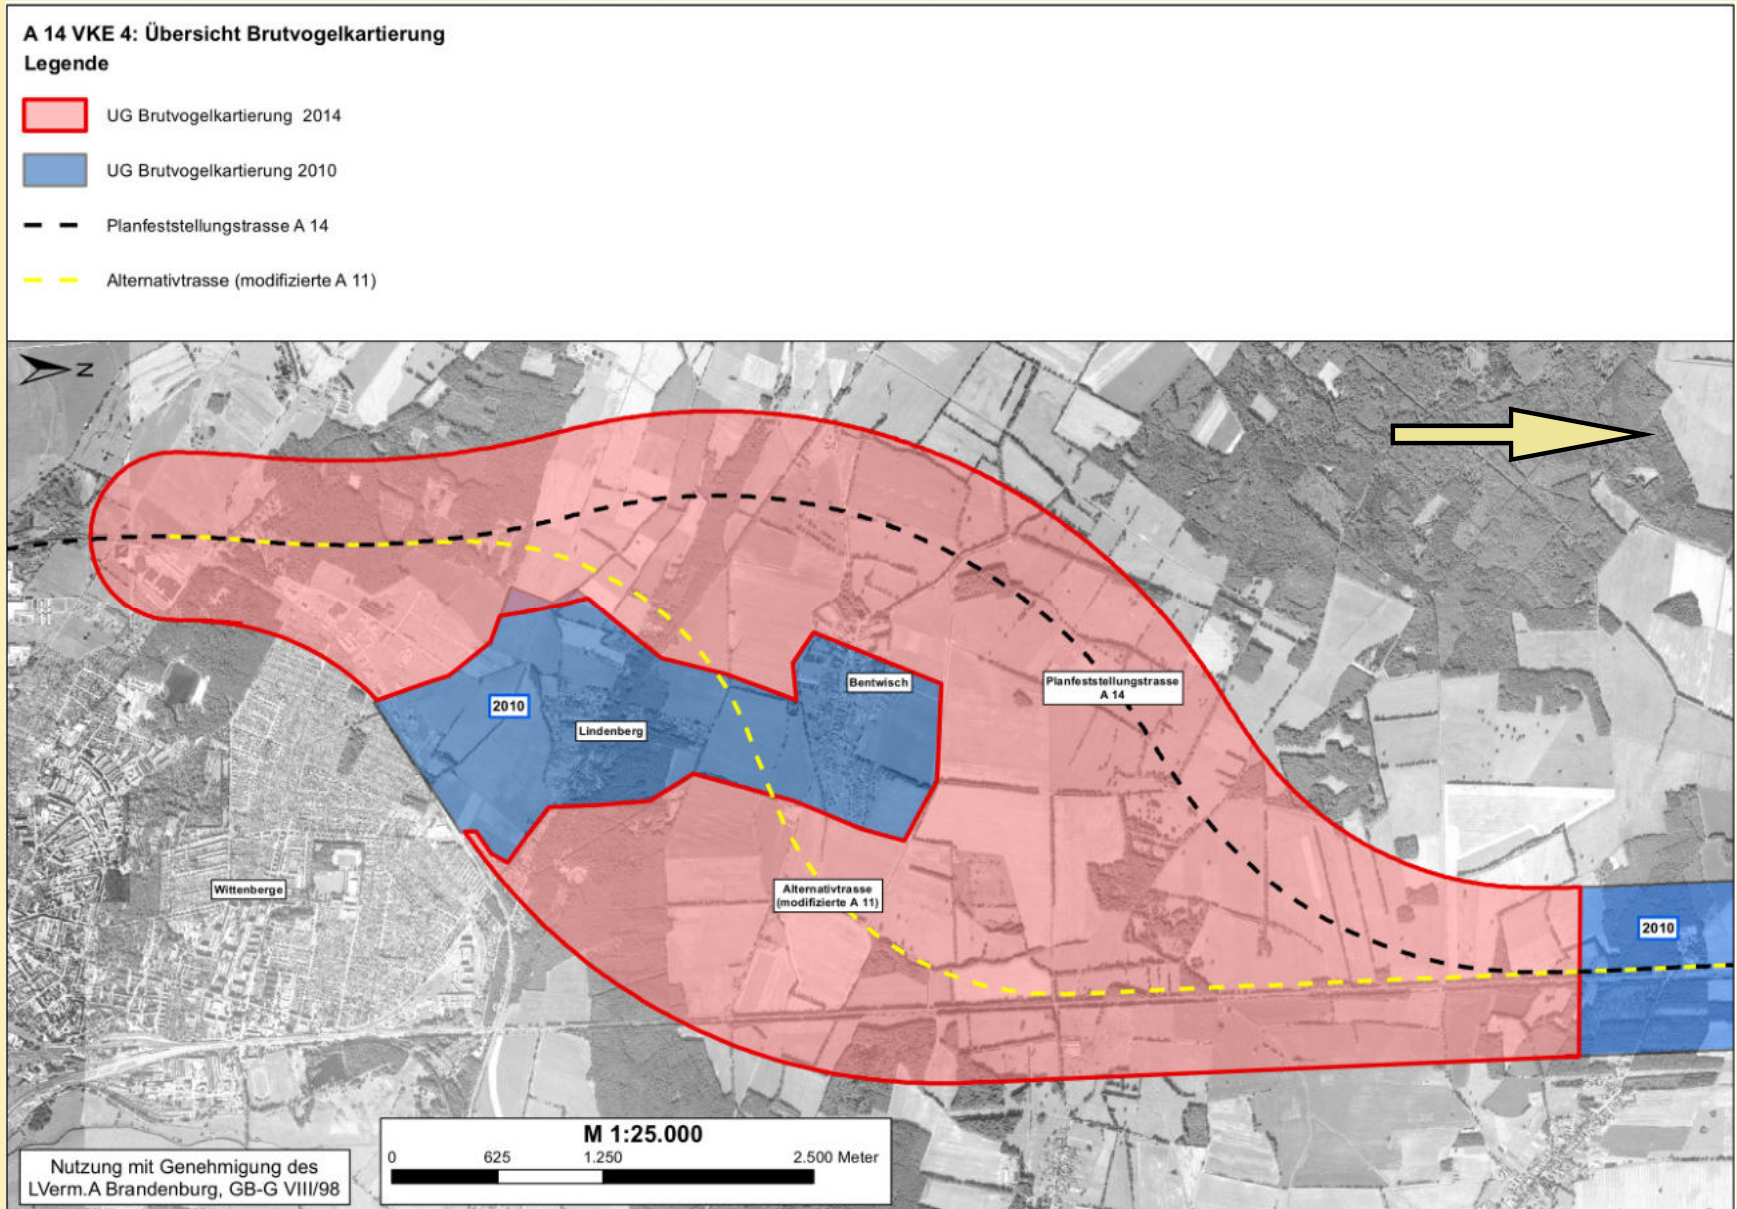 A 14 VKE 4: Übersicht Brutvogelkartierung
Legende
UG Brutvogelkartierung 2014
UG Brutvogelkartierung 2010
Planfeststellungstrasse A 14
Alternativtrasse (modifizierte A 11)
N
Bentwisch
Planfeststellungstrasse
A 14
2010
Lindenberg
Wittenberge
Alternativtrasse
(modifizierte A 11)
2010
M 1:25.000
0 625 1.250 2.500 Meter
Nutzung mit Genehmigung des
LVerm.A Brandenburg, GB-G VIII/98